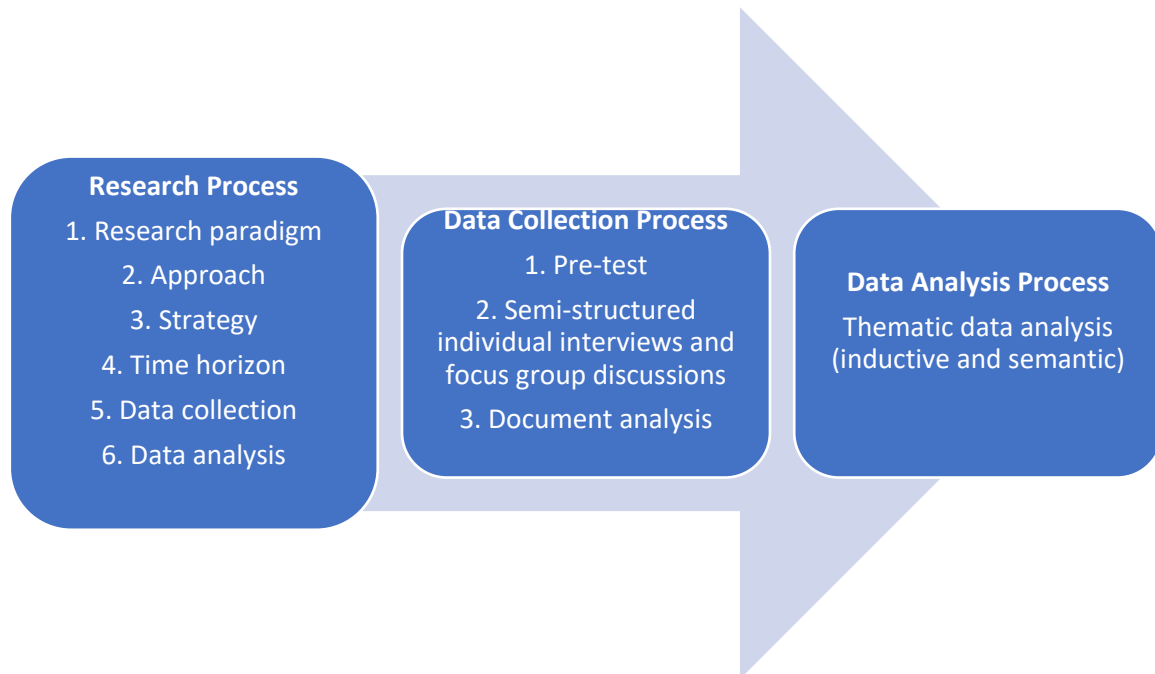 Research Process
1. Research paradigm
2. Approach
3. Strategy
4. Time horizon
5. Data collection
6. Data analysis
Data Collection Process
1. Pre-test
2. Semi-structured
individual interviews and
focus group discussions
3. Document analysis
Data Analysis Process
Thematic data analysis
(inductive and semantic)